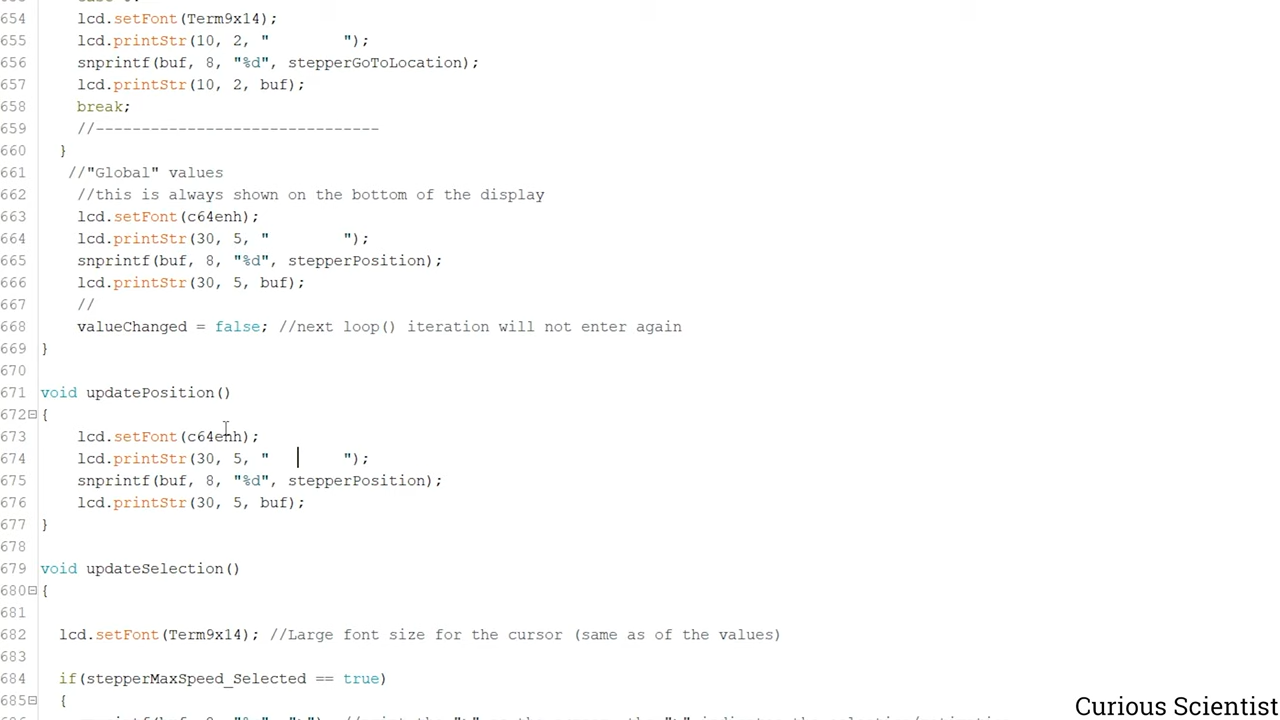 654 lcd.setFont(Term9x14);
655 lcd.printStr(10, 2, "        ");
656 snprintf(buf, 8, "%d", stepperGoToLocation);
657 lcd.printStr(10, 2, buf);
658 break;
659 //-------------------------------
660 }
661 //"Global" values
662 //this is always shown on the bottom of the display
663 lcd.setFont(c64enh);
664 lcd.printStr(30, 5, "        ");
665 snprintf(buf, 8, "%d", stepperPosition);
666 lcd.printStr(30, 5, buf);
667 //
668 valueChanged = false; //next loop() iteration will not enter again
669 }
670
671 void updatePosition()
672 {
673 lcd.setFont(c64enh);
674 lcd.printStr(30, 5, "        ");
675 snprintf(buf, 8, "%d", stepperPosition);
676 lcd.printStr(30, 5, buf);
677 }
678
679 void updateSelection()
680 {
681
682 lcd.setFont(Term9x14); //Large font size for the cursor (same as of the values)
683
684 if(stepperMaxSpeed_Selected == true)
685 {
Curious Scientist